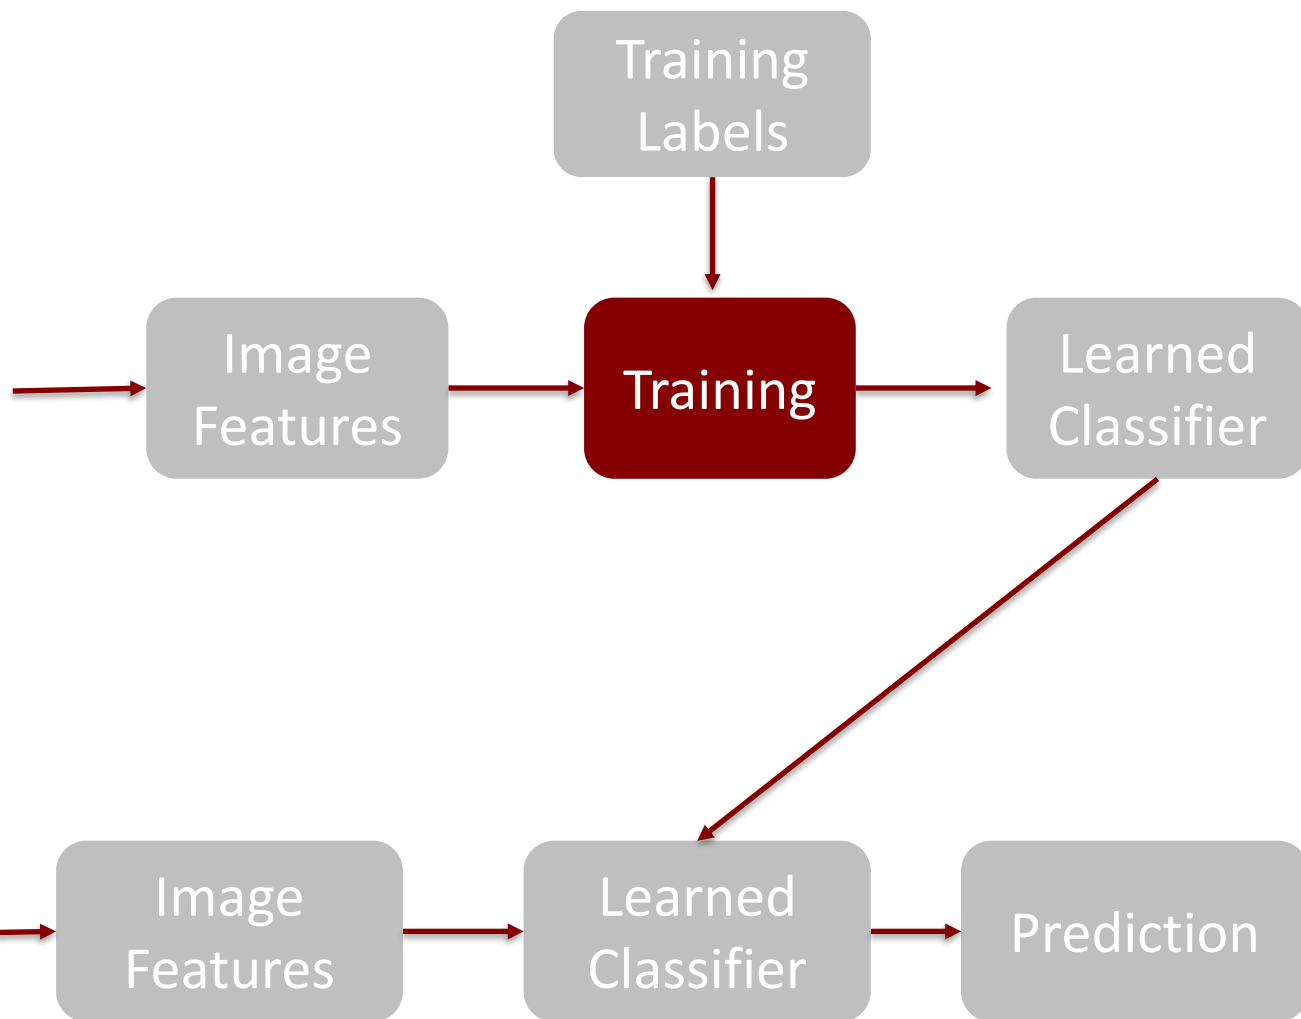 Training
Labels
Image
Features
Training
Learned
Classifier
Image
Features
Learned
Classifier
Prediction